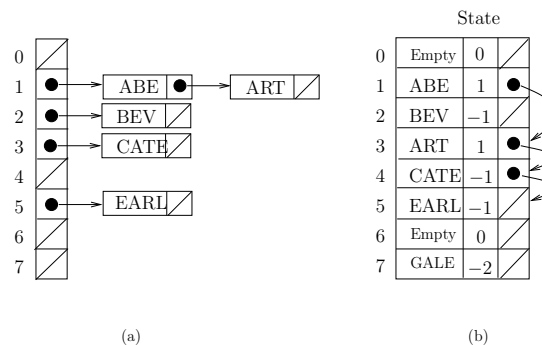 State
0
1 ABE ART
2 BEV
3 CATE
4
5 EARL
6
7
0 Empty 0
1 ABE 1
2 BEV −1
3 ART 1
4 CATE −1
5 EARL −1
6 Empty 0
7 GALE −2
(a) (b)